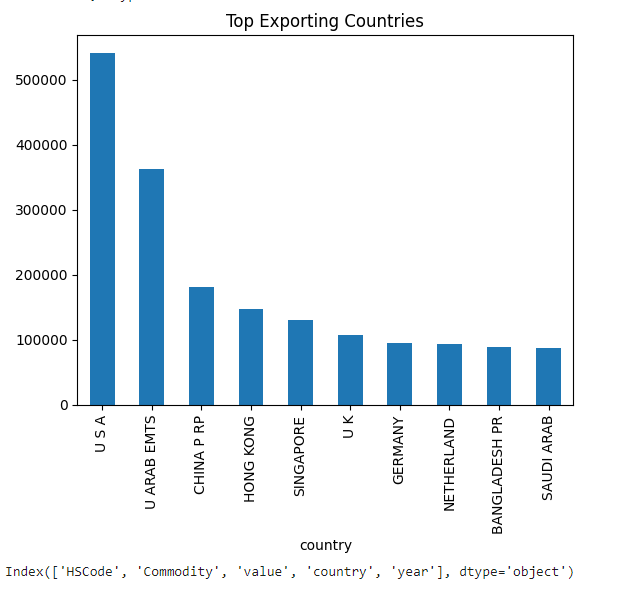 Top Exporting Countries
500000
400000
300000
200000
100000
0
U S A
U ARAB EMTS
CHINA P RP
HONG KONG
SINGAPORE
U K
GERMANY
NETHERLAND
BANGLADESH PR
SAUDI ARAB
country
Index(['HSCode', 'Commodity', 'value', 'country', 'year'], dtype='object')